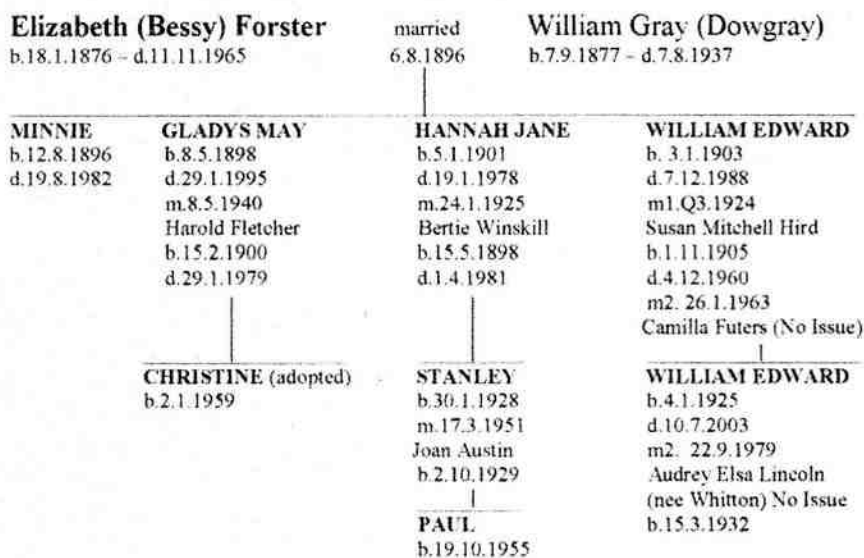 Elizabeth (Bessy) Forster married William Gray (Dowgray)
b.18.1.1876 – d.11.11.1965 6.8.1896 b.7.9.1877 – d.7.8.1937
MINNIE
b.12.8.1896
d.19.8.1982
GLADYS MAY
b.8.5.1898
d.29.1.1995
m.8.5.1940
Harold Fletcher
b.15.2.1900
d.29.1.1979
CHRISTINE (adopted)
b.2.1.1959
HANNAH JANE
b.5.1.1901
d.19.1.1978
m.24.1.1925
Bertie Winskill
b.15.5.1898
d.1.4.1981
STANLEY
b.30.1.1928
m.17.3.1951
Joan Austin
b.2.10.1929
PAUL
b.19.10.1955
WILLIAM EDWARD
b. 3.1.1903
d.7.12.1988
m1.Q3.1924
Susan Mitchell Hird
b.1.11.1905
d.4.12.1960
m2. 26.1.1963
Camilla Futers (No Issue)
WILLIAM EDWARD
b.4.1.1925
d.10.7.2003
m2. 22.9.1979
Audrey Elsa Lincoln
(nee Whitton) No Issue
b.15.3.1932